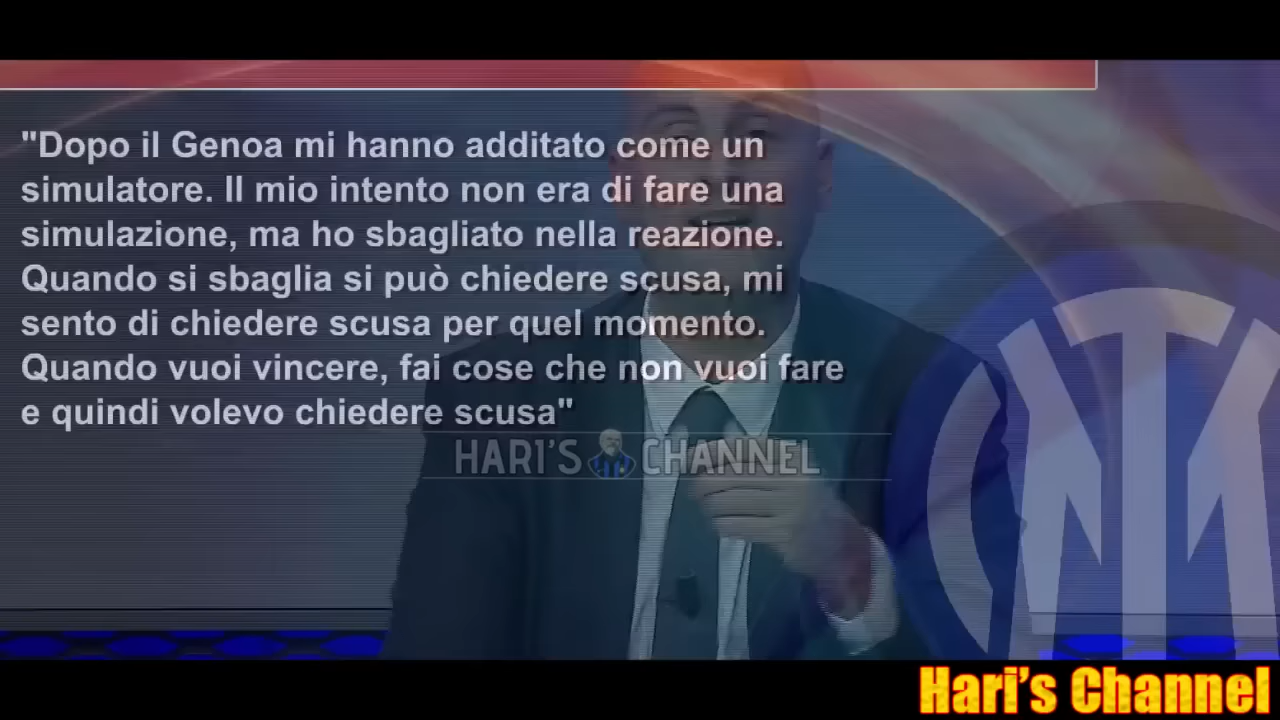 "Dopo il Genoa mi hanno additato come un
simulatore. Il mio intento non era di fare una
simulazione, ma ho sbagliato nella reazione.
Quando si sbaglia si può chiedere scusa, mi
sento di chiedere scusa per quel momento.
Quando vuoi vincere, fai cose che non vuoi fare
e quindi volevo chiedere scusa"
HARI'S CHANNEL
Hari's Channel